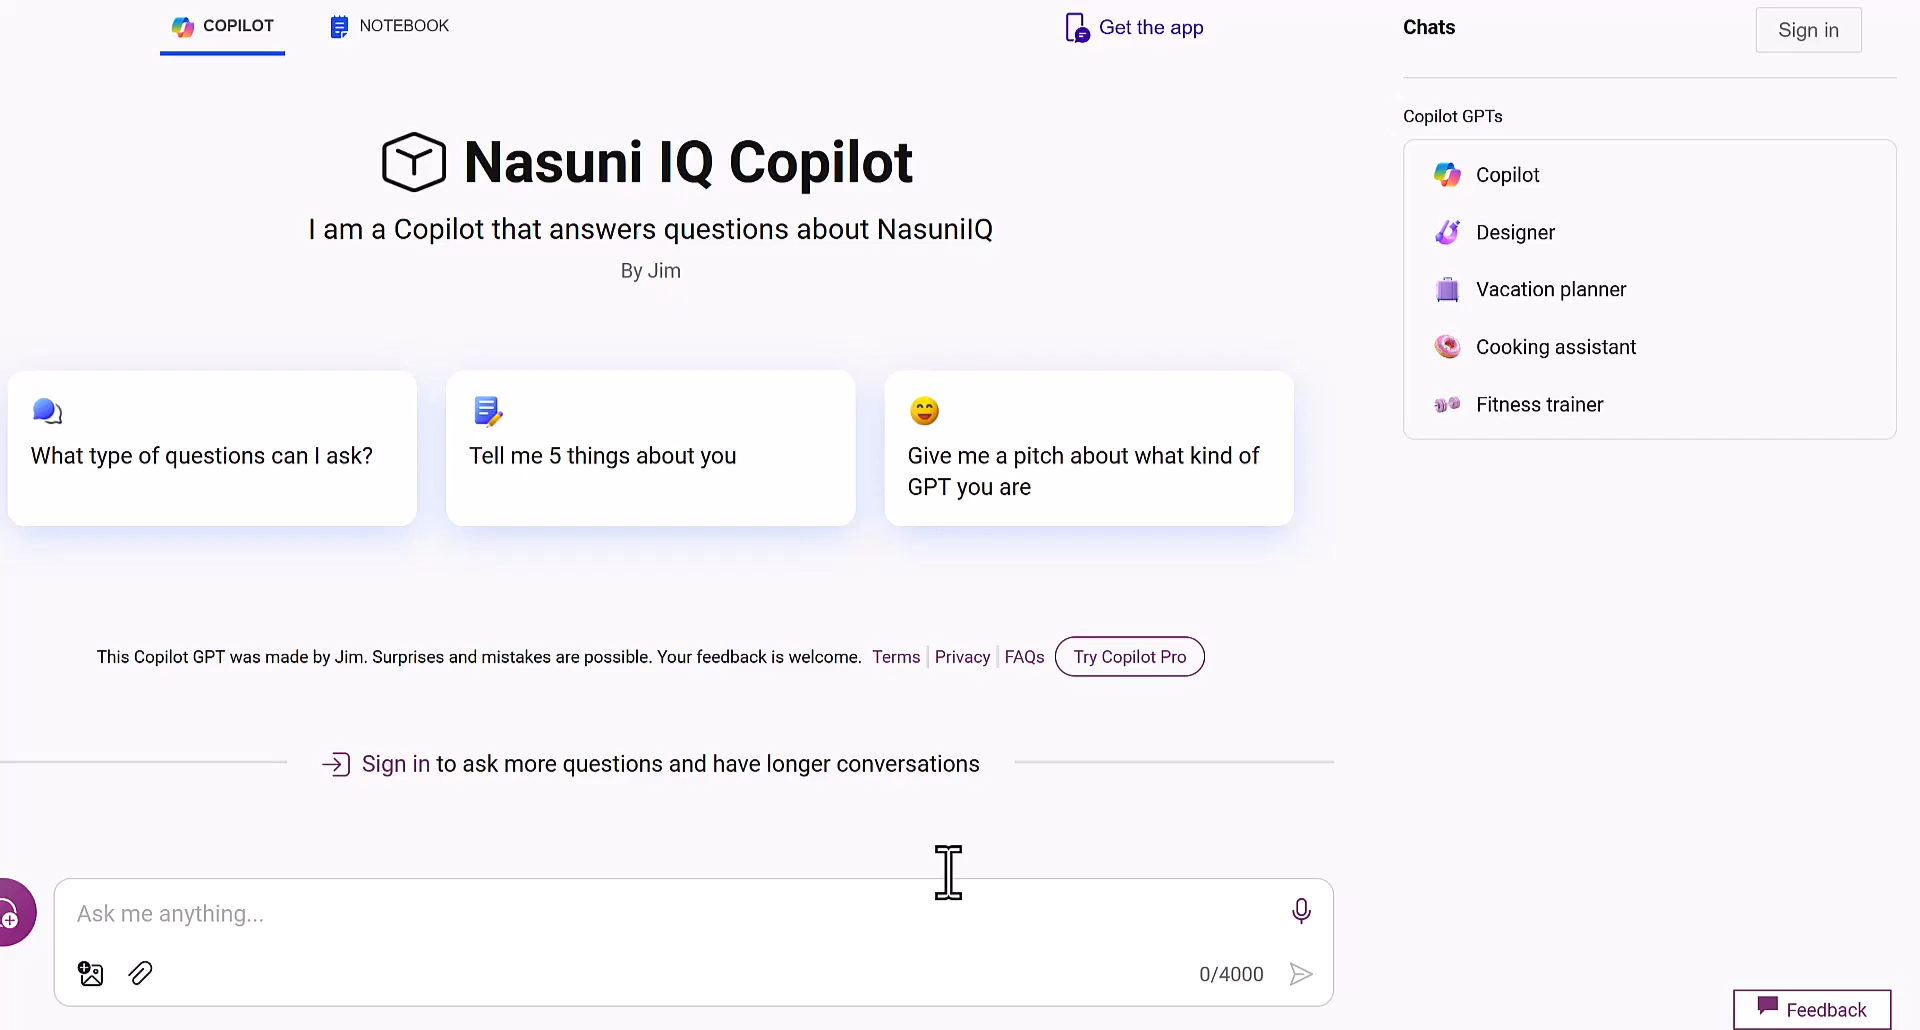 COPILOT
NOTEBOOK
Get the app
Chats
Sign in
Nasuni IQ Copilot
I am a Copilot that answers questions about NasuniIQ
By Jim
Copilot GPTs
Copilot
Designer
Vacation planner
Cooking assistant
Fitness trainer
What type of questions can I ask?
Tell me 5 things about you
Give me a pitch about what kind of
GPT you are
This Copilot GPT was made by Jim. Surprises and mistakes are possible. Your feedback is welcome. Terms Privacy FAQs Try Copilot Pro
Sign in to ask more questions and have longer conversations
Ask me anything...
0/4000
Feedback